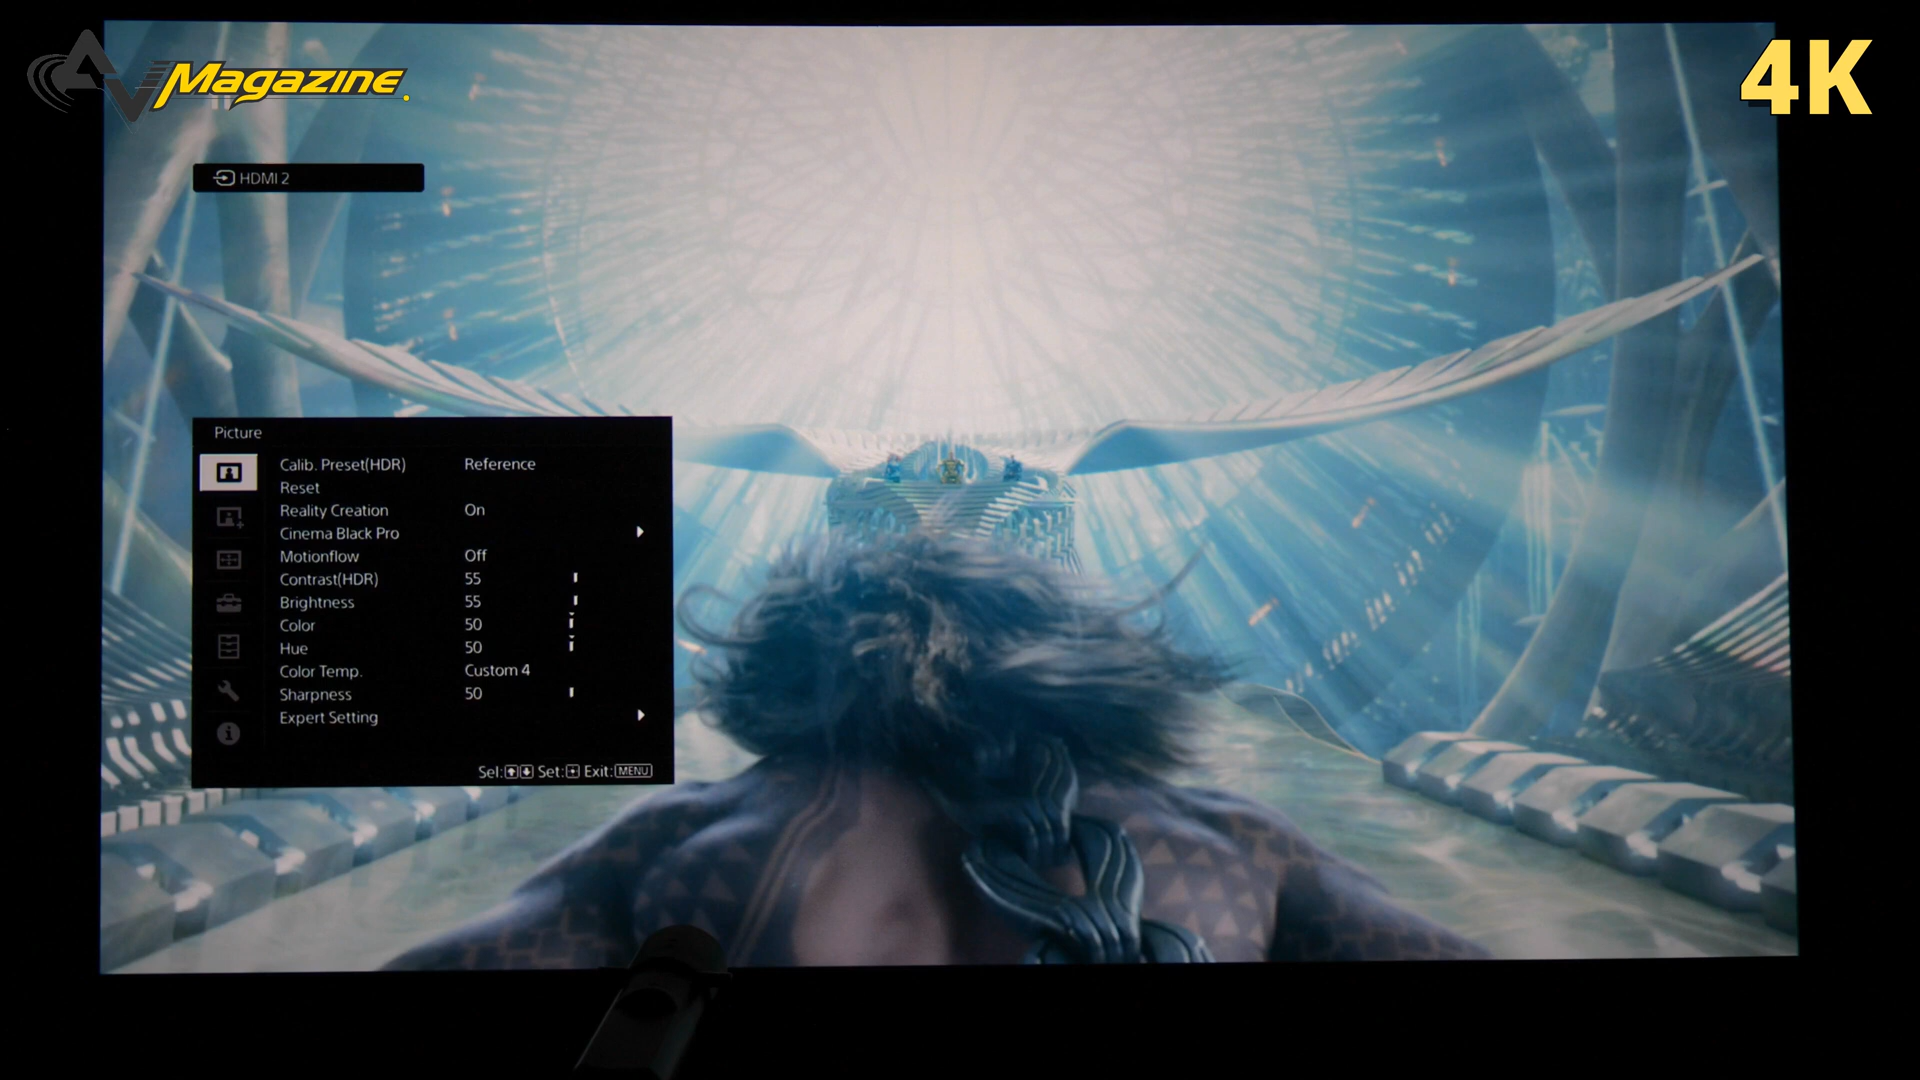 AV Magazine.
4K
HDMI 2
Picture
Calib. Preset(HDR) Reference
Reset
Reality Creation On
Cinema Black Pro
Motionflow Off
Contrast(HDR) 55
Brightness 55
Color 50
Hue 50
Color Temp. Custom 4
Sharpness 50
Expert Setting
Sel: Set: Exit: MENU